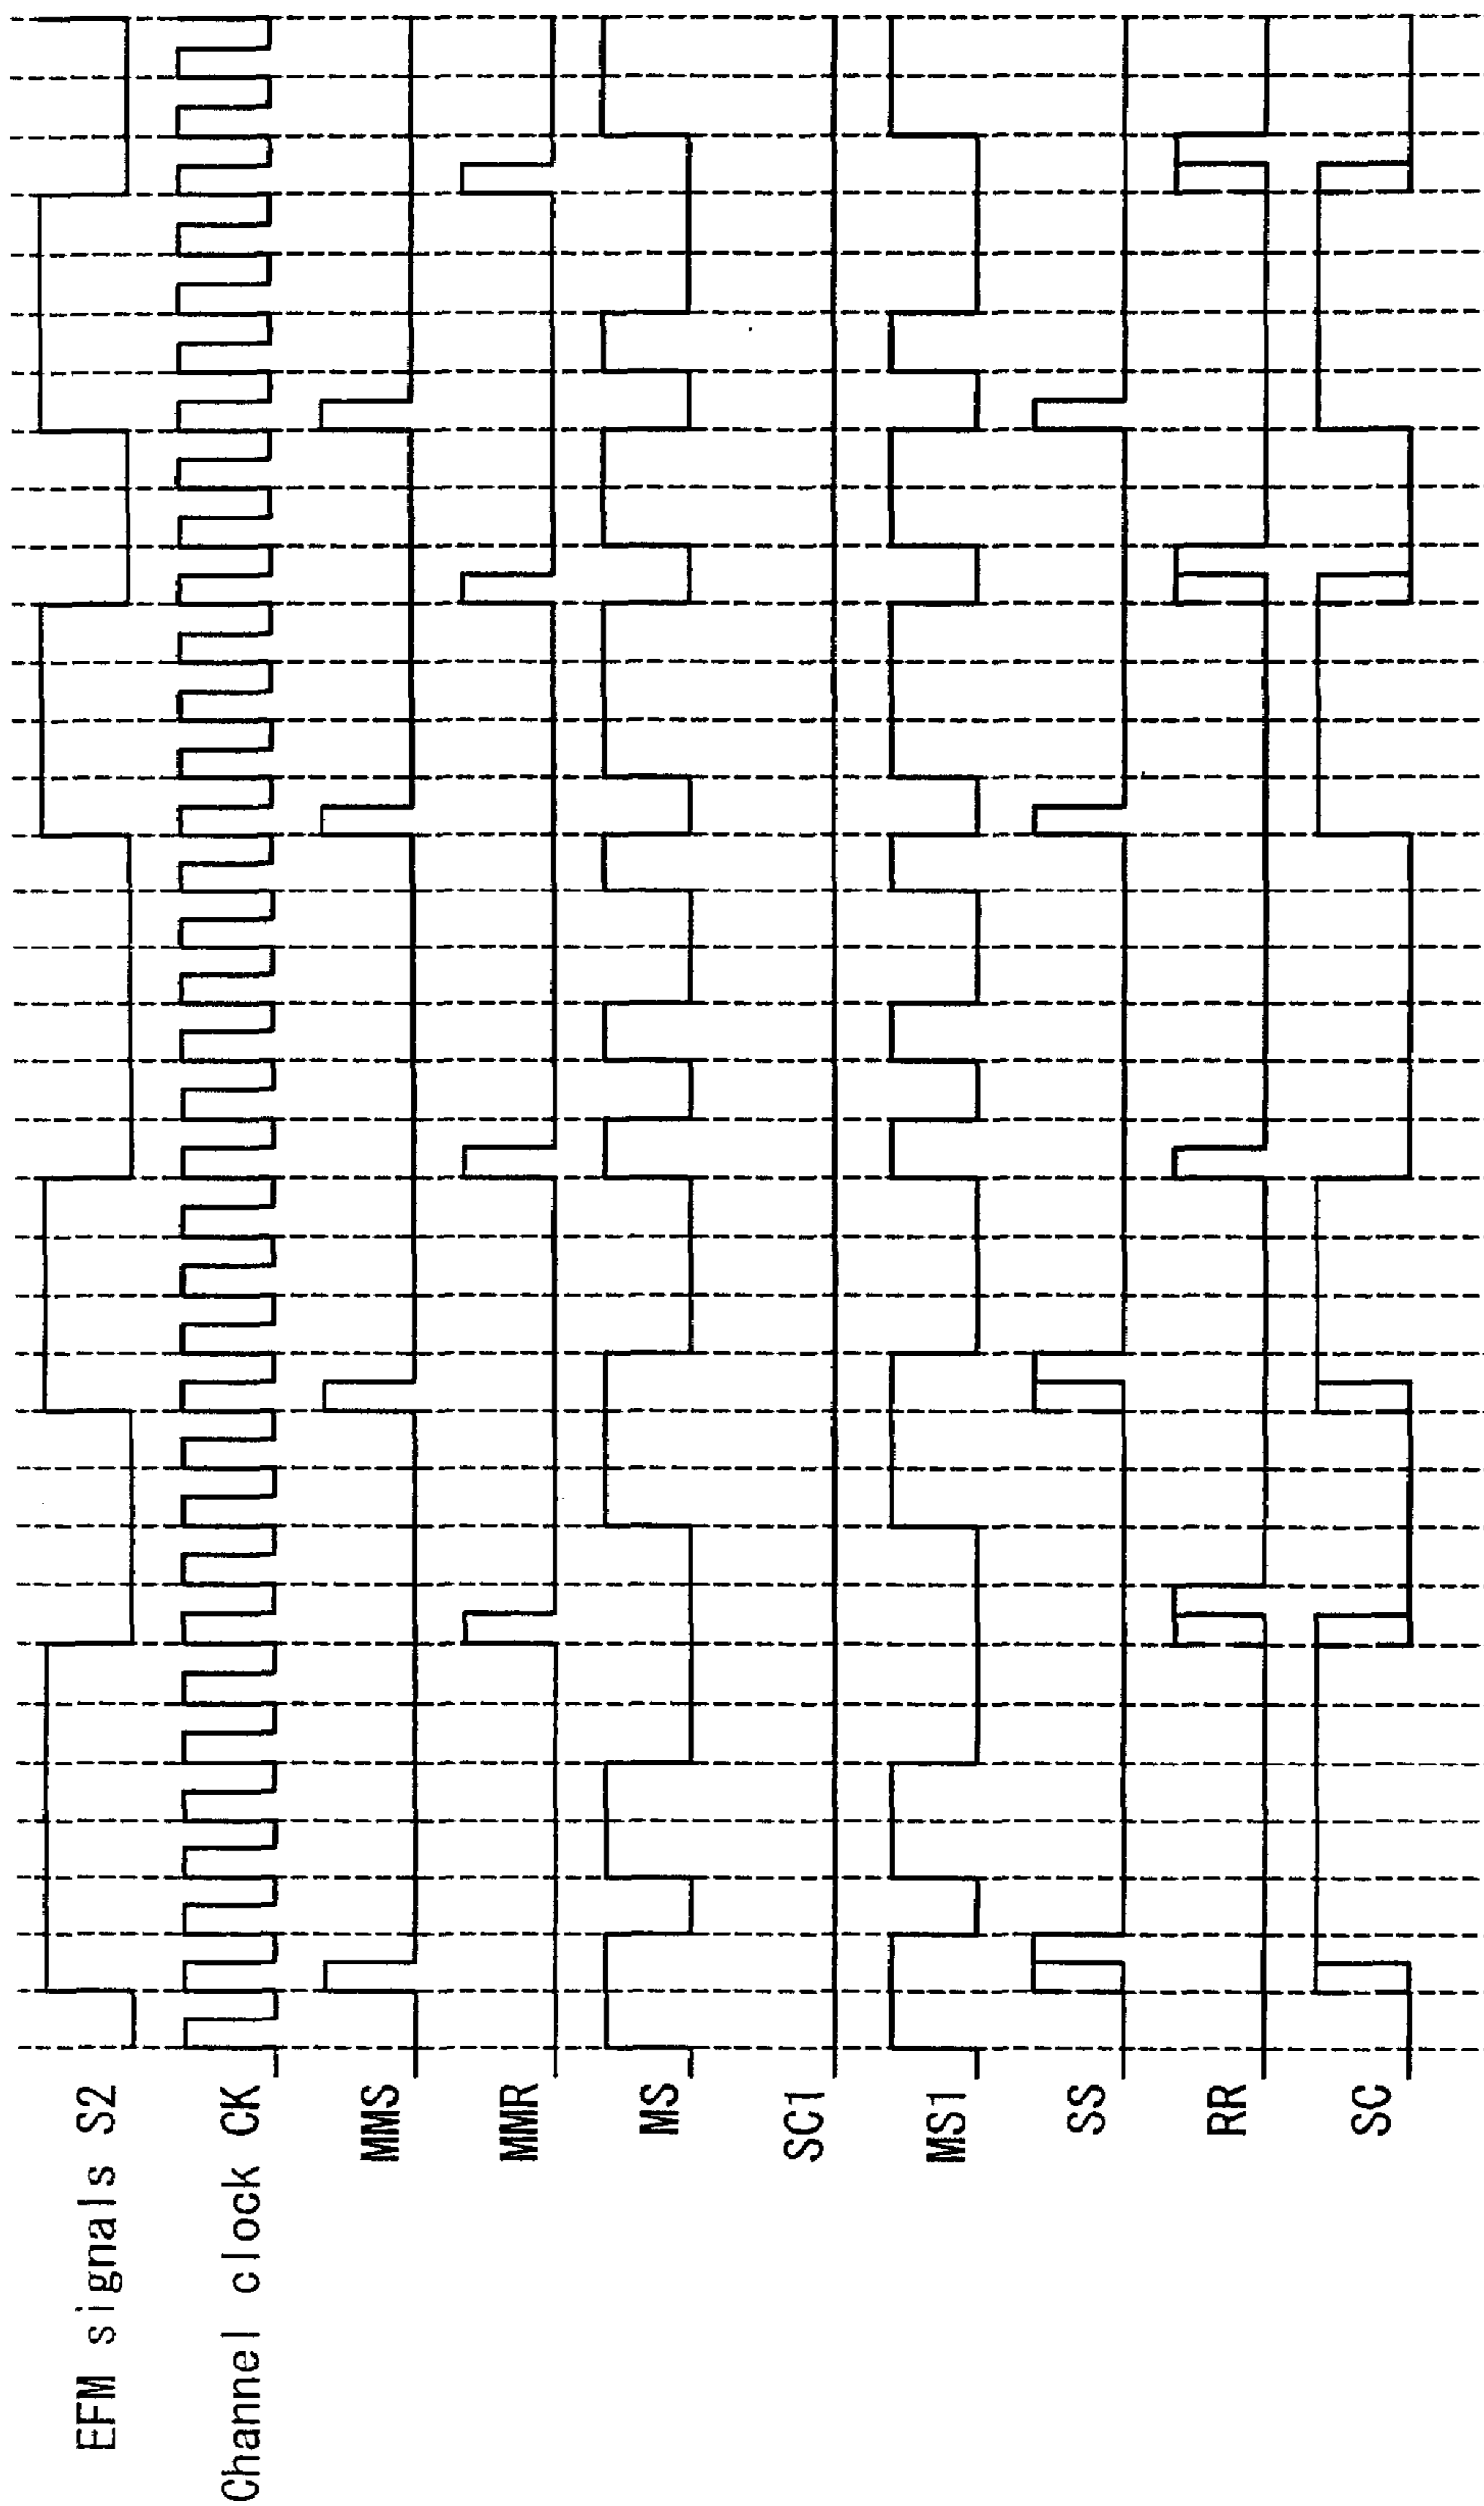 EFM signals S2
Channel clock CK
MMS
MMR
MS
SC1
MS1
SS
RR
SC